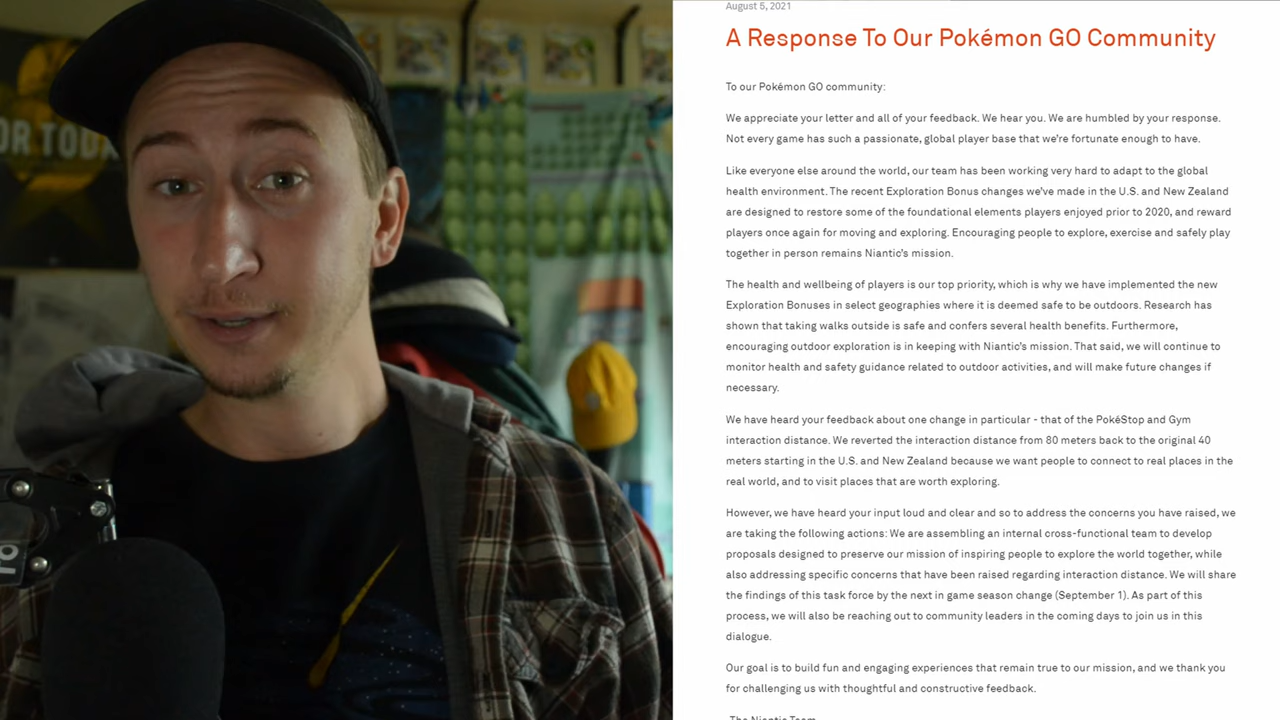 OR TODA
August 5, 2021
A Response To Our Pokémon GO Community
To our Pokémon GO community:
We appreciate your letter and all of your feedback. We hear you. We are humbled by your response.
Not every game has such a passionate, global player base that we're fortunate enough to have.
Like everyone else around the world, our team has been working very hard to adapt to the global
health environment. The recent Exploration Bonus changes we've made in the U.S. and New Zealand
are designed to restore some of the foundational elements players enjoyed prior to 2020, and reward
players once again for moving and exploring. Encouraging people to explore, exercise and safely play
together in person remains Niantic's mission.
The health and wellbeing of players is our top priority, which is why we have implemented the new
Exploration Bonuses in select geographies where it is deemed safe to be outdoors. Research has
shown that taking walks outside is safe and confers several health benefits. Furthermore,
encouraging outdoor exploration is in keeping with Niantic's mission. That said, we will continue to
monitor health and safety guidance related to outdoor activities, and will make future changes if
necessary.
We have heard your feedback about one change in particular - that of the PokéStop and Gym
interaction distance. We reverted the interaction distance from 80 meters back to the original 40
meters starting in the U.S. and New Zealand because we want people to connect to real places in the
real world, and to visit places that are worth exploring.
However, we have heard your input loud and clear and so to address the concerns you have raised, we
are taking the following actions: We are assembling an internal cross-functional team to develop
proposals designed to preserve our mission of inspiring people to explore the world together, while
also addressing specific concerns that have been raised regarding interaction distance. We will share
the findings of this task force by the next in game season change (September 1). As part of this
process, we will also be reaching out to community leaders in the coming days to join us in this
dialogue.
Our goal is to build fun and engaging experiences that remain true to our mission, and we thank you
for challenging us with thoughtful and constructive feedback.
-The Niantic Team